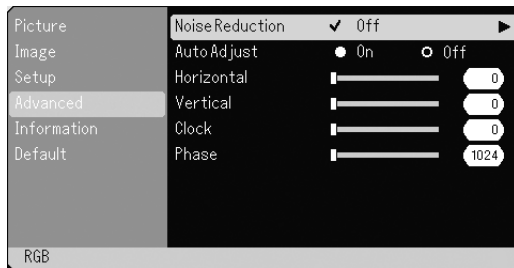 Picture
Image
Setup
Advanced
Information
Default
Noise Reduction ✓ Off
Auto Adjust On Off
Horizontal 0
Vertical 0
Clock 0
Phase 1024
RGB